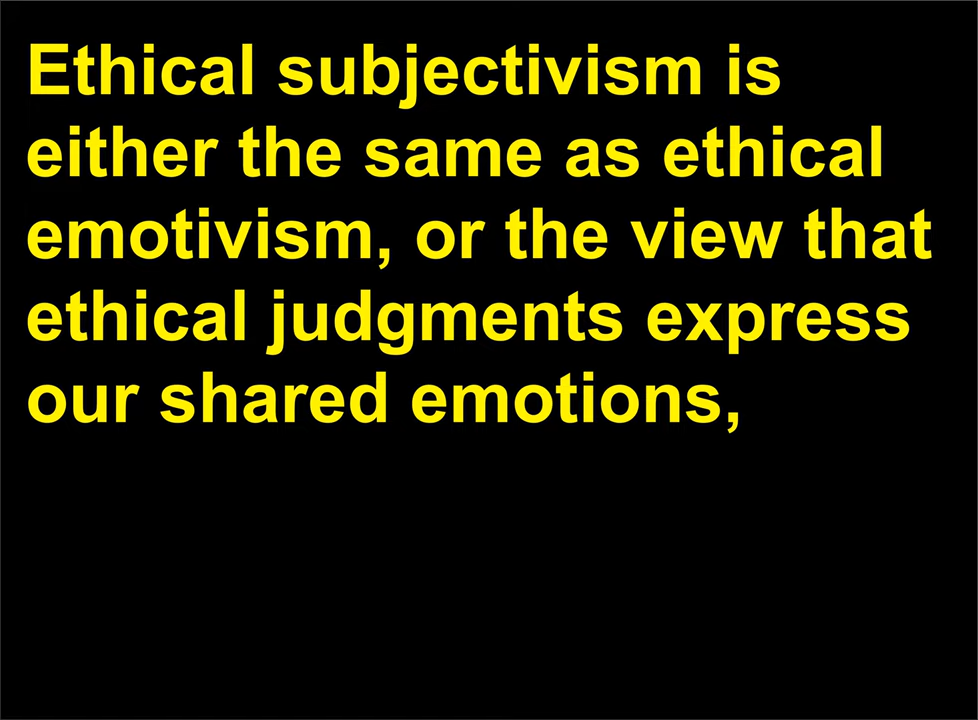 Ethical subjectivism is
either the same as ethical
emotivism, or the view that
ethical judgments express
our shared emotions,